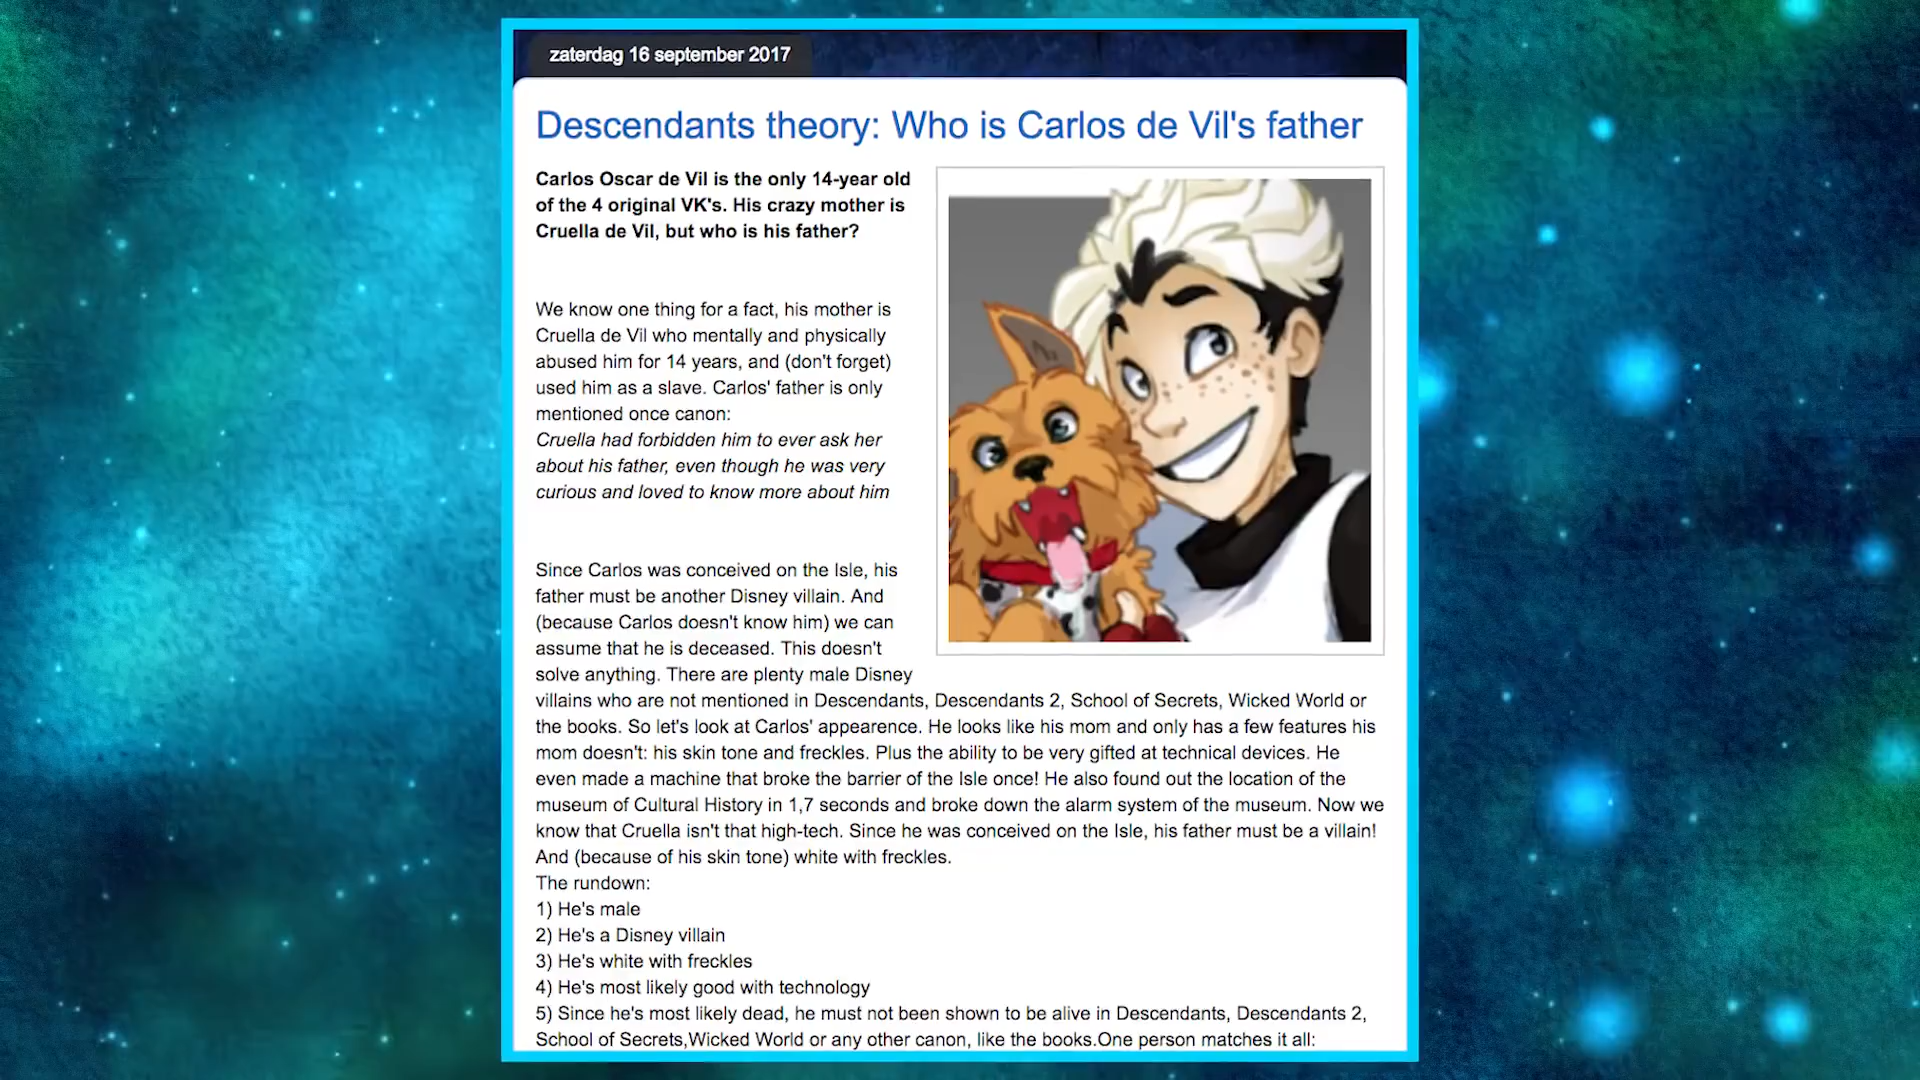 zaterdag 16 september 2017
Descendants theory: Who is Carlos de Vil's father
Carlos Oscar de Vil is the only 14-year old
of the 4 original VK's. His crazy mother is
Cruella de Vil, but who is his father?
We know one thing for a fact, his mother is
Cruella de Vil who mentally and physically
abused him for 14 years, and (don't forget)
used him as a slave. Carlos' father is only
mentioned once canon:
Cruella had forbidden him to ever ask her
about his father, even though he was very
curious and loved to know more about him
Since Carlos was conceived on the Isle, his
father must be another Disney villain. And
(because Carlos doesn't know him) we can
assume that he is deceased. This doesn't
solve anything. There are plenty male Disney
villains who are not mentioned in Descendants, Descendants 2, School of Secrets, Wicked World or
the books. So let's look at Carlos' appearence. He looks like his mom and only has a few features his
mom doesn't: his skin tone and freckles. Plus the ability to be very gifted at technical devices. He
even made a machine that broke the barrier of the Isle once! He also found out the location of the
museum of Cultural History in 1,7 seconds and broke down the alarm system of the museum. Now we
know that Cruella isn't that high-tech. Since he was conceived on the Isle, his father must be a villain!
And (because of his skin tone) white with freckles.
The rundown:
1) He's male
2) He's a Disney villain
3) He's white with freckles
4) He's most likely good with technology
5) Since he's most likely dead, he must not been shown to be alive in Descendants, Descendants 2,
School of Secrets,Wicked World or any other canon, like the books.One person matches it all: